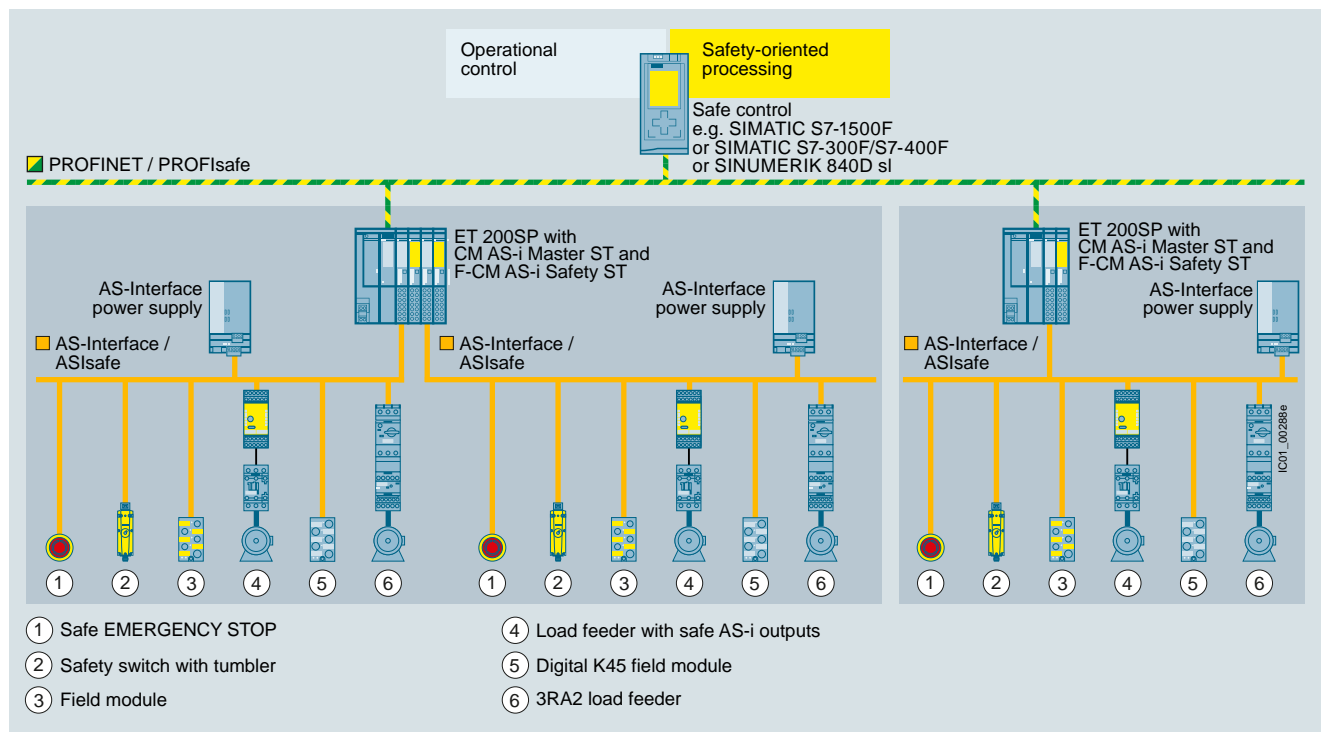 Operational
control
Safety-oriented
processing
Safe control
e.g. SIMATIC S7-1500F
or SIMATIC S7-300F/S7-400F
or SINUMERIK 840D sl
PROFINET / PROFIsafe
ET 200SP with
CM AS-i Master ST and
F-CM AS-i Safety ST
AS-Interface
power supply
AS-Interface /
ASIsafe
AS-Interface
power supply
AS-Interface /
ASIsafe
ET 200SP with
CM AS-i Master ST and
F-CM AS-i Safety ST
AS-Interface
power supply
AS-Interface /
ASIsafe
IC01_00288e
1 2 3 4 5 6
1 2 3 4 5 6
1 2 3 4 5 6
1 Safe EMERGENCY STOP
2 Safety switch with tumbler
3 Field module
4 Load feeder with safe AS-i outputs
5 Digital K45 field module
6 3RA2 load feeder